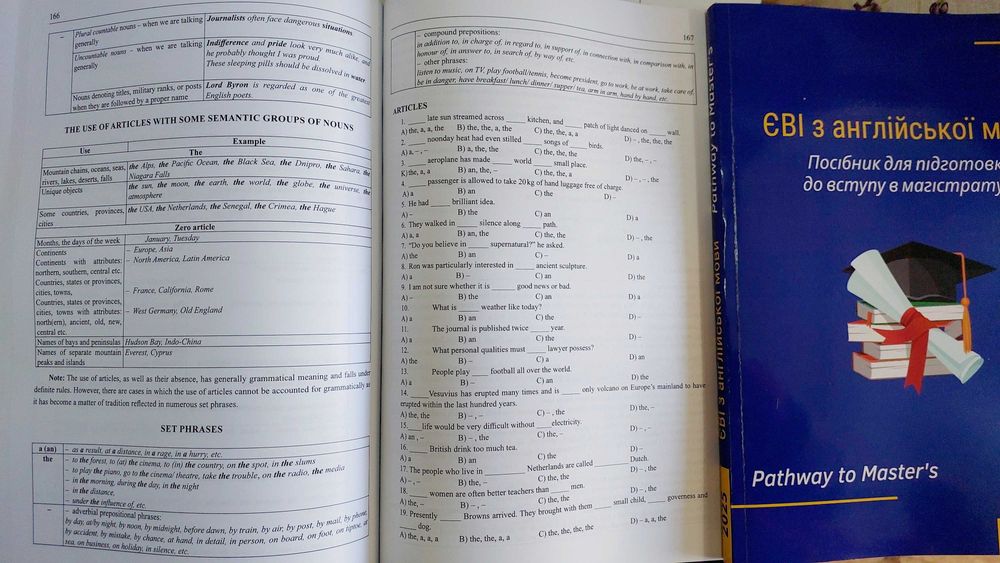 166
– Plural countable nouns – when we are talking generally
Journalists often face dangerous situations.
Uncountable nouns – when we are talking generally
Indifference and pride look very much alike, and he probably thought I was proud.
These sleeping pills should be dissolved in water
Nouns denoting titles, military ranks, or posts when they are followed by a proper name
Lord Byron is regarded as one of the greatest English poets.
THE USE OF ARTICLES WITH SOME SEMANTIC GROUPS OF NOUNS
Use Example
The
Mountain chains, oceans, seas, rivers, lakes, deserts, falls
the Alps, the Pacific Ocean, the Black Sea, the Dnipro, the Sahara, the Niagara Falls
Unique objects
the sun, the moon, the earth, the world, the globe, the universe, the atmosphere
Some countries, provinces, cities
the USA, the Netherlands, the Senegal, the Crimea, the Hague
Zero article
Months, the days of the week
January, Tuesday
Continents
– Europe, Asia
Continents with attributes: northern, southern, central etc.
– North America, Latin America
Countries, states or provinces, cities, towns,
– France, California, Rome
Countries, states or provinces, cities, towns with attributes: north(ern), ancient, old, new, central etc.
– West Germany, Old England
Names of bays and peninsulas
Hudson Bay, Indo-China
Names of separate mountain peaks and islands
Everest, Cyprus
Note: The use of articles, as well as their absence, has generally grammatical meaning and falls under
definite rules. However, there are cases in which the use of articles cannot be accounted for grammatically as
it has become a matter of tradition reflected in numerous set phrases.
SET PHRASES
a (an) – as a result, at a distance, in a rage, in a hurry, etc.
the – to the forest, to (at) the cinema, to (in) the country, on the spot, in the slums
– to play the piano, go to the cinema/ theatre, take the trouble, on the radio, the media
– in the morning, during the day, in the night
– in the distance,
– under the influence of, etc.
– – adverbial prepositional phrases:
by day, at/by night, by noon, by midnight, before dawn, by train, by air, by post, by mail, by phone,
by accident, by mistake, by chance, at hand, in detail, in person, on board, on foot, on tiptoe, at
sea, on business, on holiday, in silence, etc.
167
– compound prepositions:
in addition to, in charge of, in regard to, in support of, in connection with, in comparison with, in
honour of, in answer to, in search of, by way of, etc.
– other phrases:
listen to music, on TV, play football/tennis, become president, go to work, be at work, take care of,
be in danger, have breakfast/ lunch/ dinner/ supper/ tea, arm in arm, hand by hand, etc.
ARTICLES
1. _____ late sun streamed across _____ kitchen, and _____ patch of light danced on _____ wall.
A) the, a, a, the B) the, the, a, the C) the, the, a, a D) – , the, the, the
2. _____ noonday heat had even stilled _____ songs of _____ birds.
A) a, – , – B) a, the, the C) the, the, the D) the, – , –
3. _____ aeroplane has made _____ world _____ small place.
K) the, a, a B) an, the, – C) the, the, a D) – , – , the
4. _____ passenger is allowed to take 20 kg of hand luggage free of charge.
A) a B) an C) the D) –
5. He had _____ brilliant idea.
A) – B) the C) an D) a
6. They walked in _____ silence along _____ path.
A) a, a B) an, the C) the, the D) – , the
7. “Do you believe in _____ supernatural?” he asked.
A) the B) an C) – D) a
8. Ron was particularly interested in _____ ancient sculpture.
A) a B) – C) an D) the
9. I am not sure whether it is _____ good news or bad.
A) – B) the C) an D) a
10. What is _____ weather like today?
A) a B) an C) the D) –
11. The journal is published twice _____ year.
A) a B) an C) the D) –
12. What personal qualities must _____ lawyer possess?
A) the B) – C) a D) an
13. People play _____ football all over the world.
A) a B) – C) an D) the
14. _____ Vesuvius has erupted many times and is _____ only volcano on Europe's mainland to have
erupted within the last hundred years.
A) the, the B) – , – C) – , the D) the, –
15. _____ life would be very difficult without _____ electricity.
A) an , – B) – , the C) the, – D) – , –
16. _____ British drink too much tea.
A) a B) an C) the D) –
17. The people who live in _____ Netherlands are called _____ Dutch.
A) – , – B) the, – C) the, the D) – , the
18. _____ women are often better teachers than _____ men.
A) the, – B) – , – C) the, the D) – , the
19. Presently _____ Browns arrived. They brought with them _____ small child, _____ governess and
_____ dog.
A) the, a, a, a B) the, the, a, a C) the, the, the, the D) – a, a, the
Pathway to Master's
ЄВІ З АНГЛІЙСЬКОЇ МОВИ
2025
ЄВІ з англійської м
Посібник для підготовк
до вступу в магістрату
Pathway to Master's